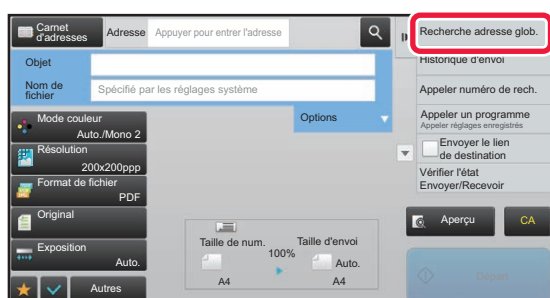 Carnet
d'adresses
Adresse
Appuyer pour entrer l'adresse
Recherche adresse glob.
Objet
Historique d'envoi
Nom de
fichier
Spécifié par les réglages système
Appeler numéro de rech.
Mode couleur
Auto./Mono 2
Options
Appeler un programme
Appeler réglages enregistrés
Résolution
200x200ppp
Envoyer le lien
de destination
Format de fichier
PDF
Vérifier l'état
Envoyer/Recevoir
Original
Aperçu
CA
Exposition
Auto.
Taille de num.
100%
Taille d'envoi
Auto.
A4
A4
Autres
Départ